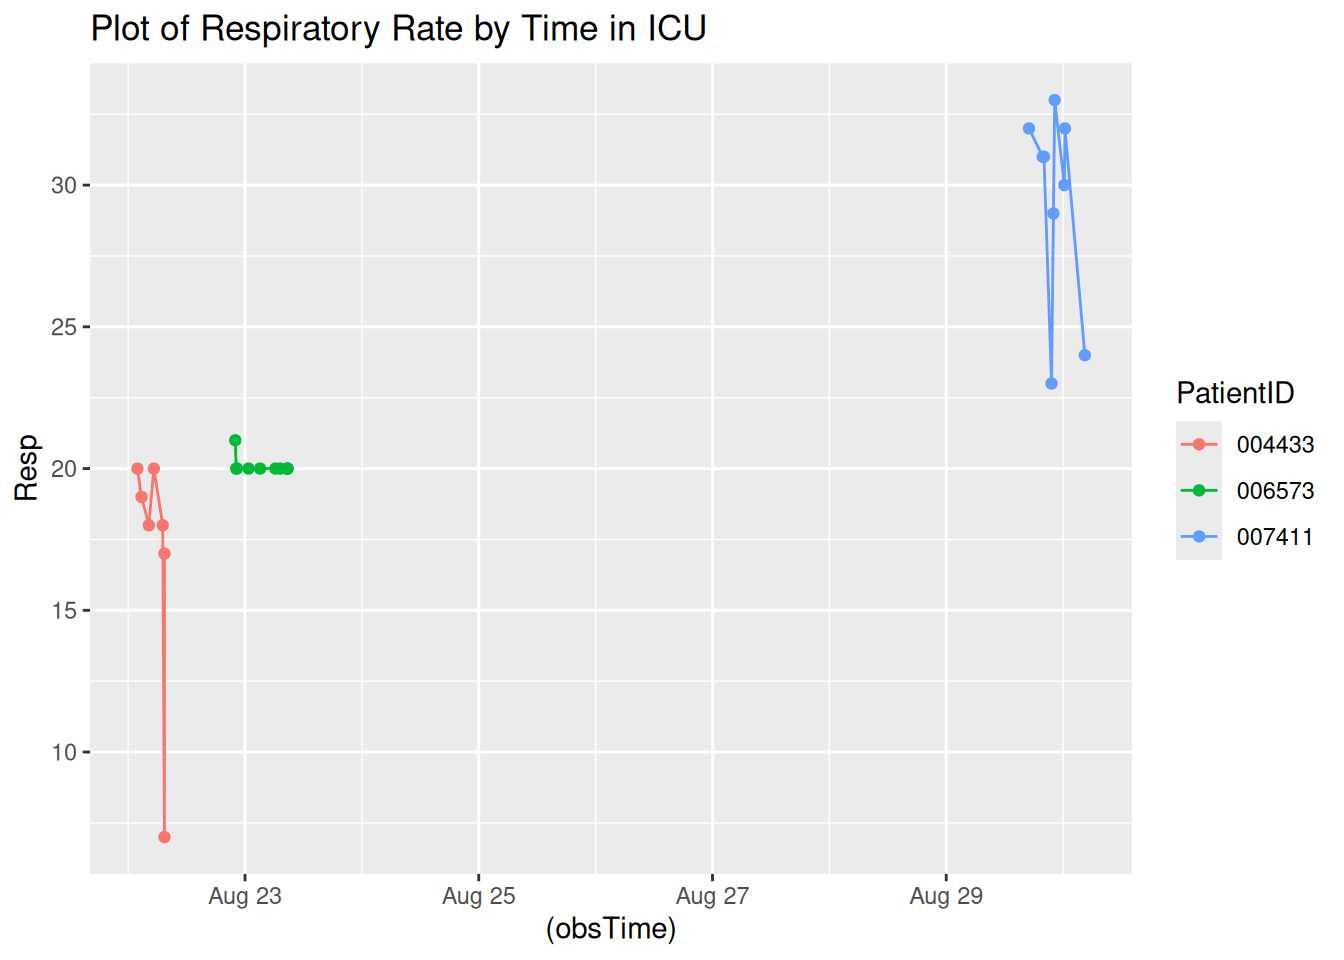 Plot of Respiratory Rate by Time in ICU
Resp
30
25
20
15
10
Aug 23
Aug 25
Aug 27
Aug 29
(obsTime)
PatientID
004433
006573
007411